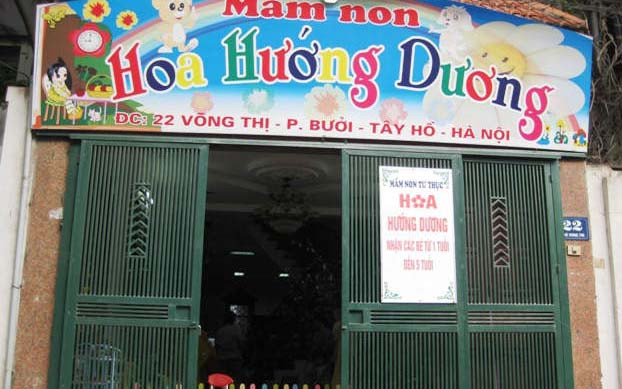 Mầm non
Hoa Hướng Dương
ĐC: 22 VÕNG THỊ - P. BƯỞI - TÂY HỒ - HÀ NỘI
MẦM NON TƯ THỤC
HOA
HƯỚNG DƯƠNG
NHẬN CÁC BÉ TỪ 1 TUỔI
ĐẾN 5 TUỔI
22